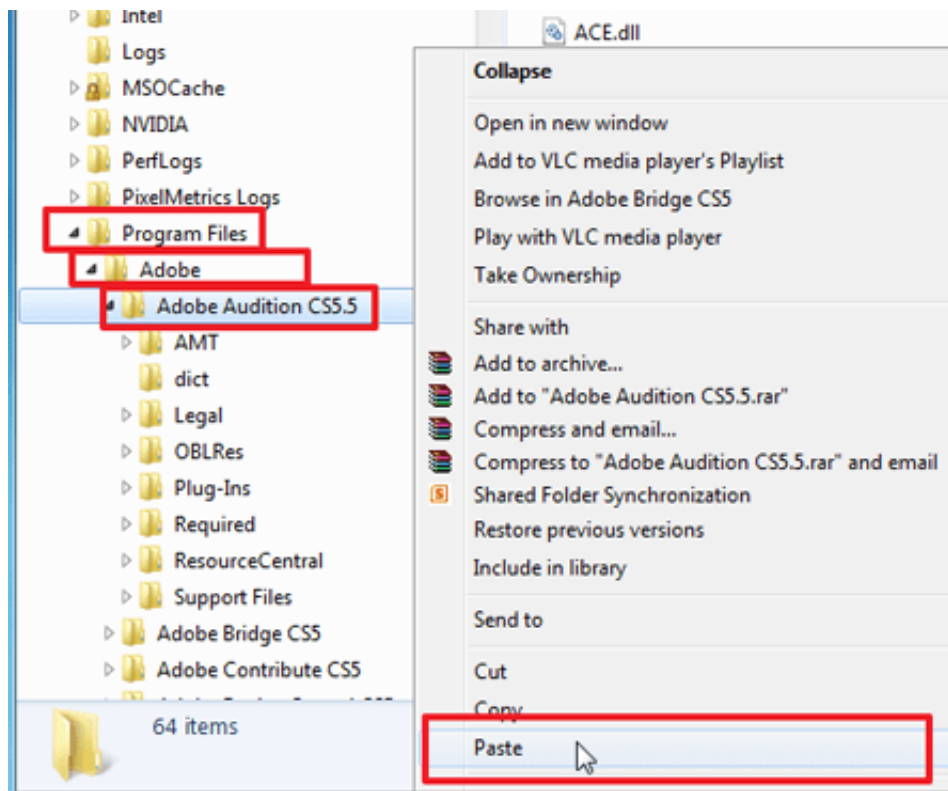 Intel
Logs
MSOCache
NVIDIA
PerfLogs
PixelMetrics Logs
Program Files
Adobe
Adobe Audition CS5.5
AMT
dict
Legal
OBLRes
Plug-Ins
Required
ResourceCentral
Support Files
Adobe Bridge CS5
Adobe Contribute CS5
64 items
ACE.dll
Collapse
Open in new window
Add to VLC media player's Playlist
Browse in Adobe Bridge CS5
Play with VLC media player
Take Ownership
Share with
Add to archive...
Add to "Adobe Audition CS5.5.rar"
Compress and email...
Compress to "Adobe Audition CS5.5.rar" and email
Shared Folder Synchronization
Restore previous versions
Include in library
Send to
Cut
Copy
Paste